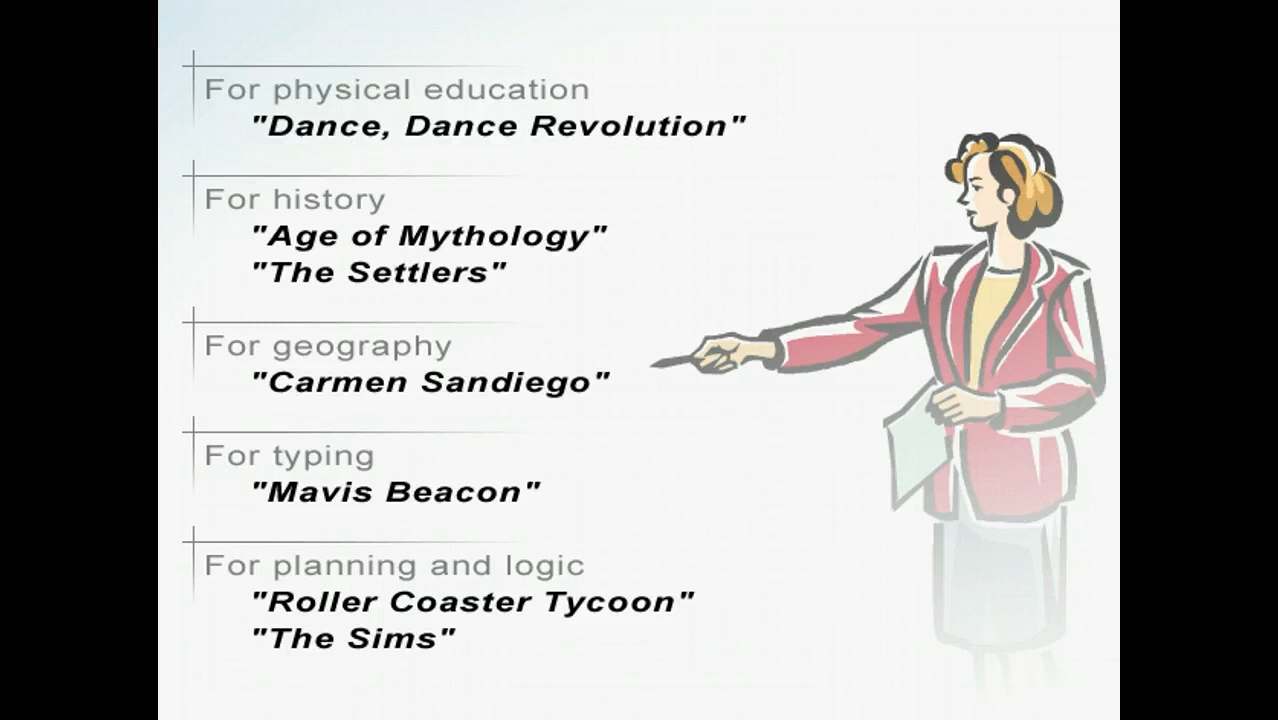 For physical education
"Dance, Dance Revolution"
For history
"Age of Mythology"
"The Settlers"
For geography
"Carmen Sandiego"
For typing
"Mavis Beacon"
For planning and logic
"Roller Coaster Tycoon"
"The Sims"